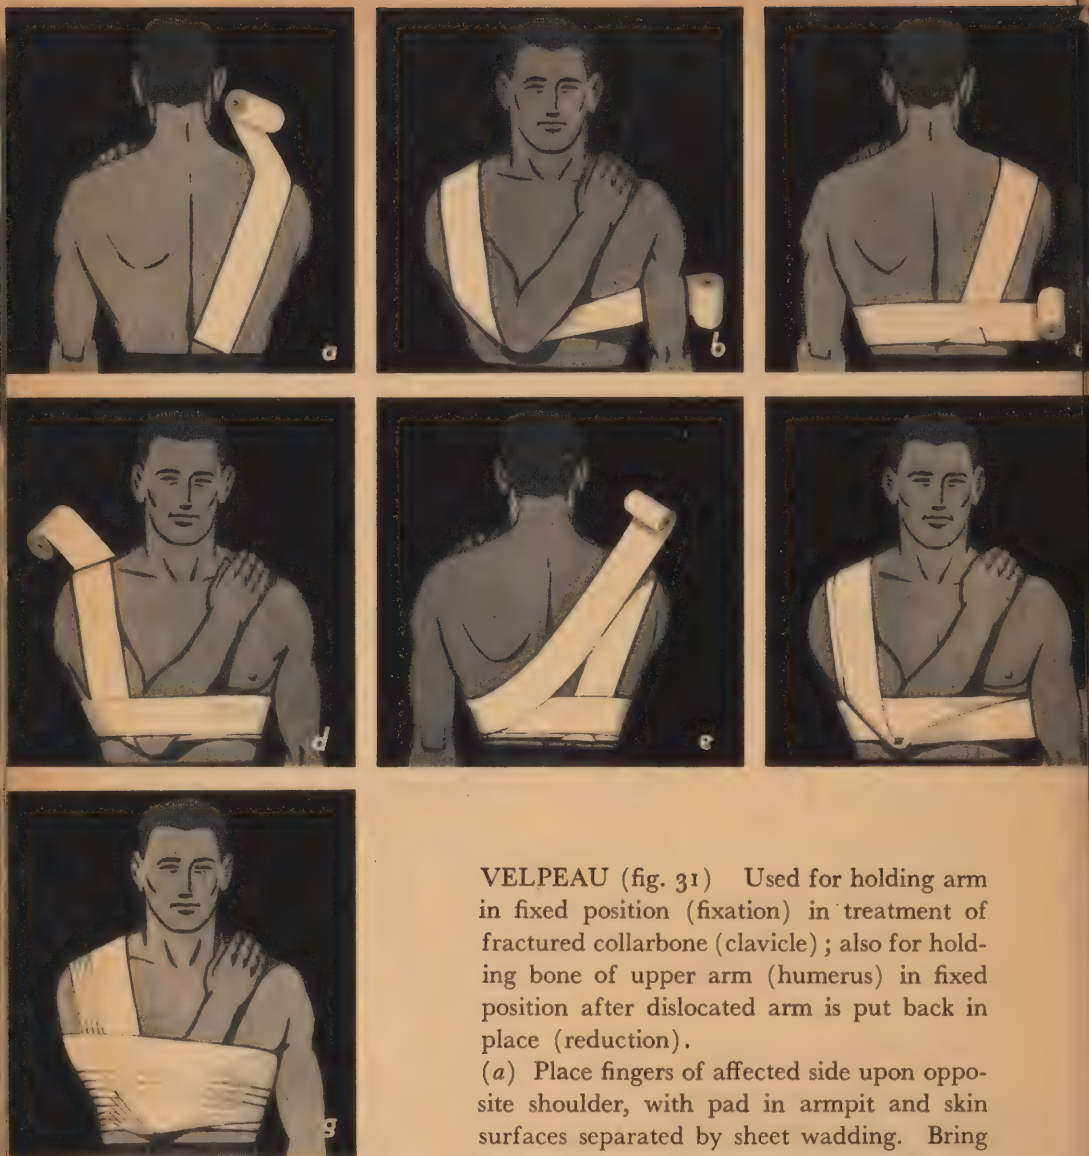 a
b
d
e
g
VELPEAU (fig. 31) Used for holding arm
in fixed position (fixation) in treatment of
fractured collarbone (clavicle); also for hold-
ing bone of upper arm (humerus) in fixed
position after dislocated arm is put back in
place (reduction).
(a) Place fingers of affected side upon oppo-
site shoulder, with pad in armpit and skin
surfaces separated by sheet wadding. Bring